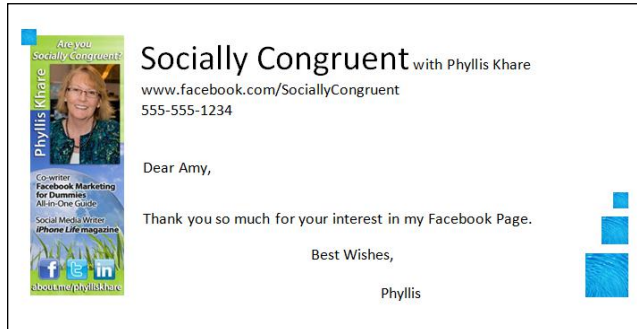 Are you
Socially Congruent?
Phyllis Khare
Co-writer
Facebook Marketing
for Dummies
All-in-One Guide
Social Media Writer
iPhone Life magazine
f t in
about.me/phylliskhare
Socially Congruent with Phyllis Khare
www.facebook.com/SociallyCongruent
555-555-1234
Dear Amy,
Thank you so much for your interest in my Facebook Page.
Best Wishes,
Phyllis